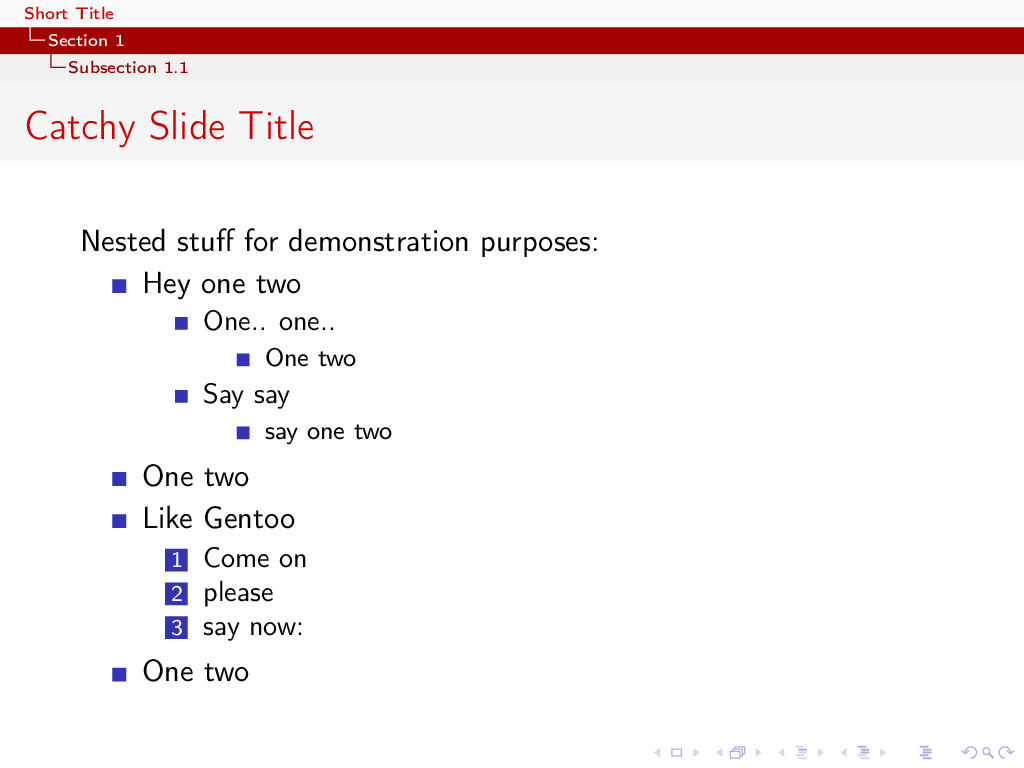 Short Title
Section 1
Subsection 1.1
Catchy Slide Title
Nested stuff for demonstration purposes:
Hey one two
One.. one..
One two
Say say
say one two
One two
Like Gentoo
1 Come on
2 please
3 say now:
One two